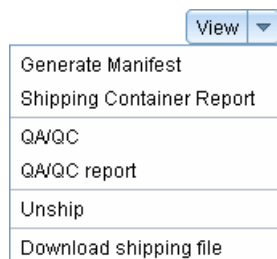 View
Generate Manifest
Shipping Container Report
QA/QC
QA/QC report
Unship
Download shipping file